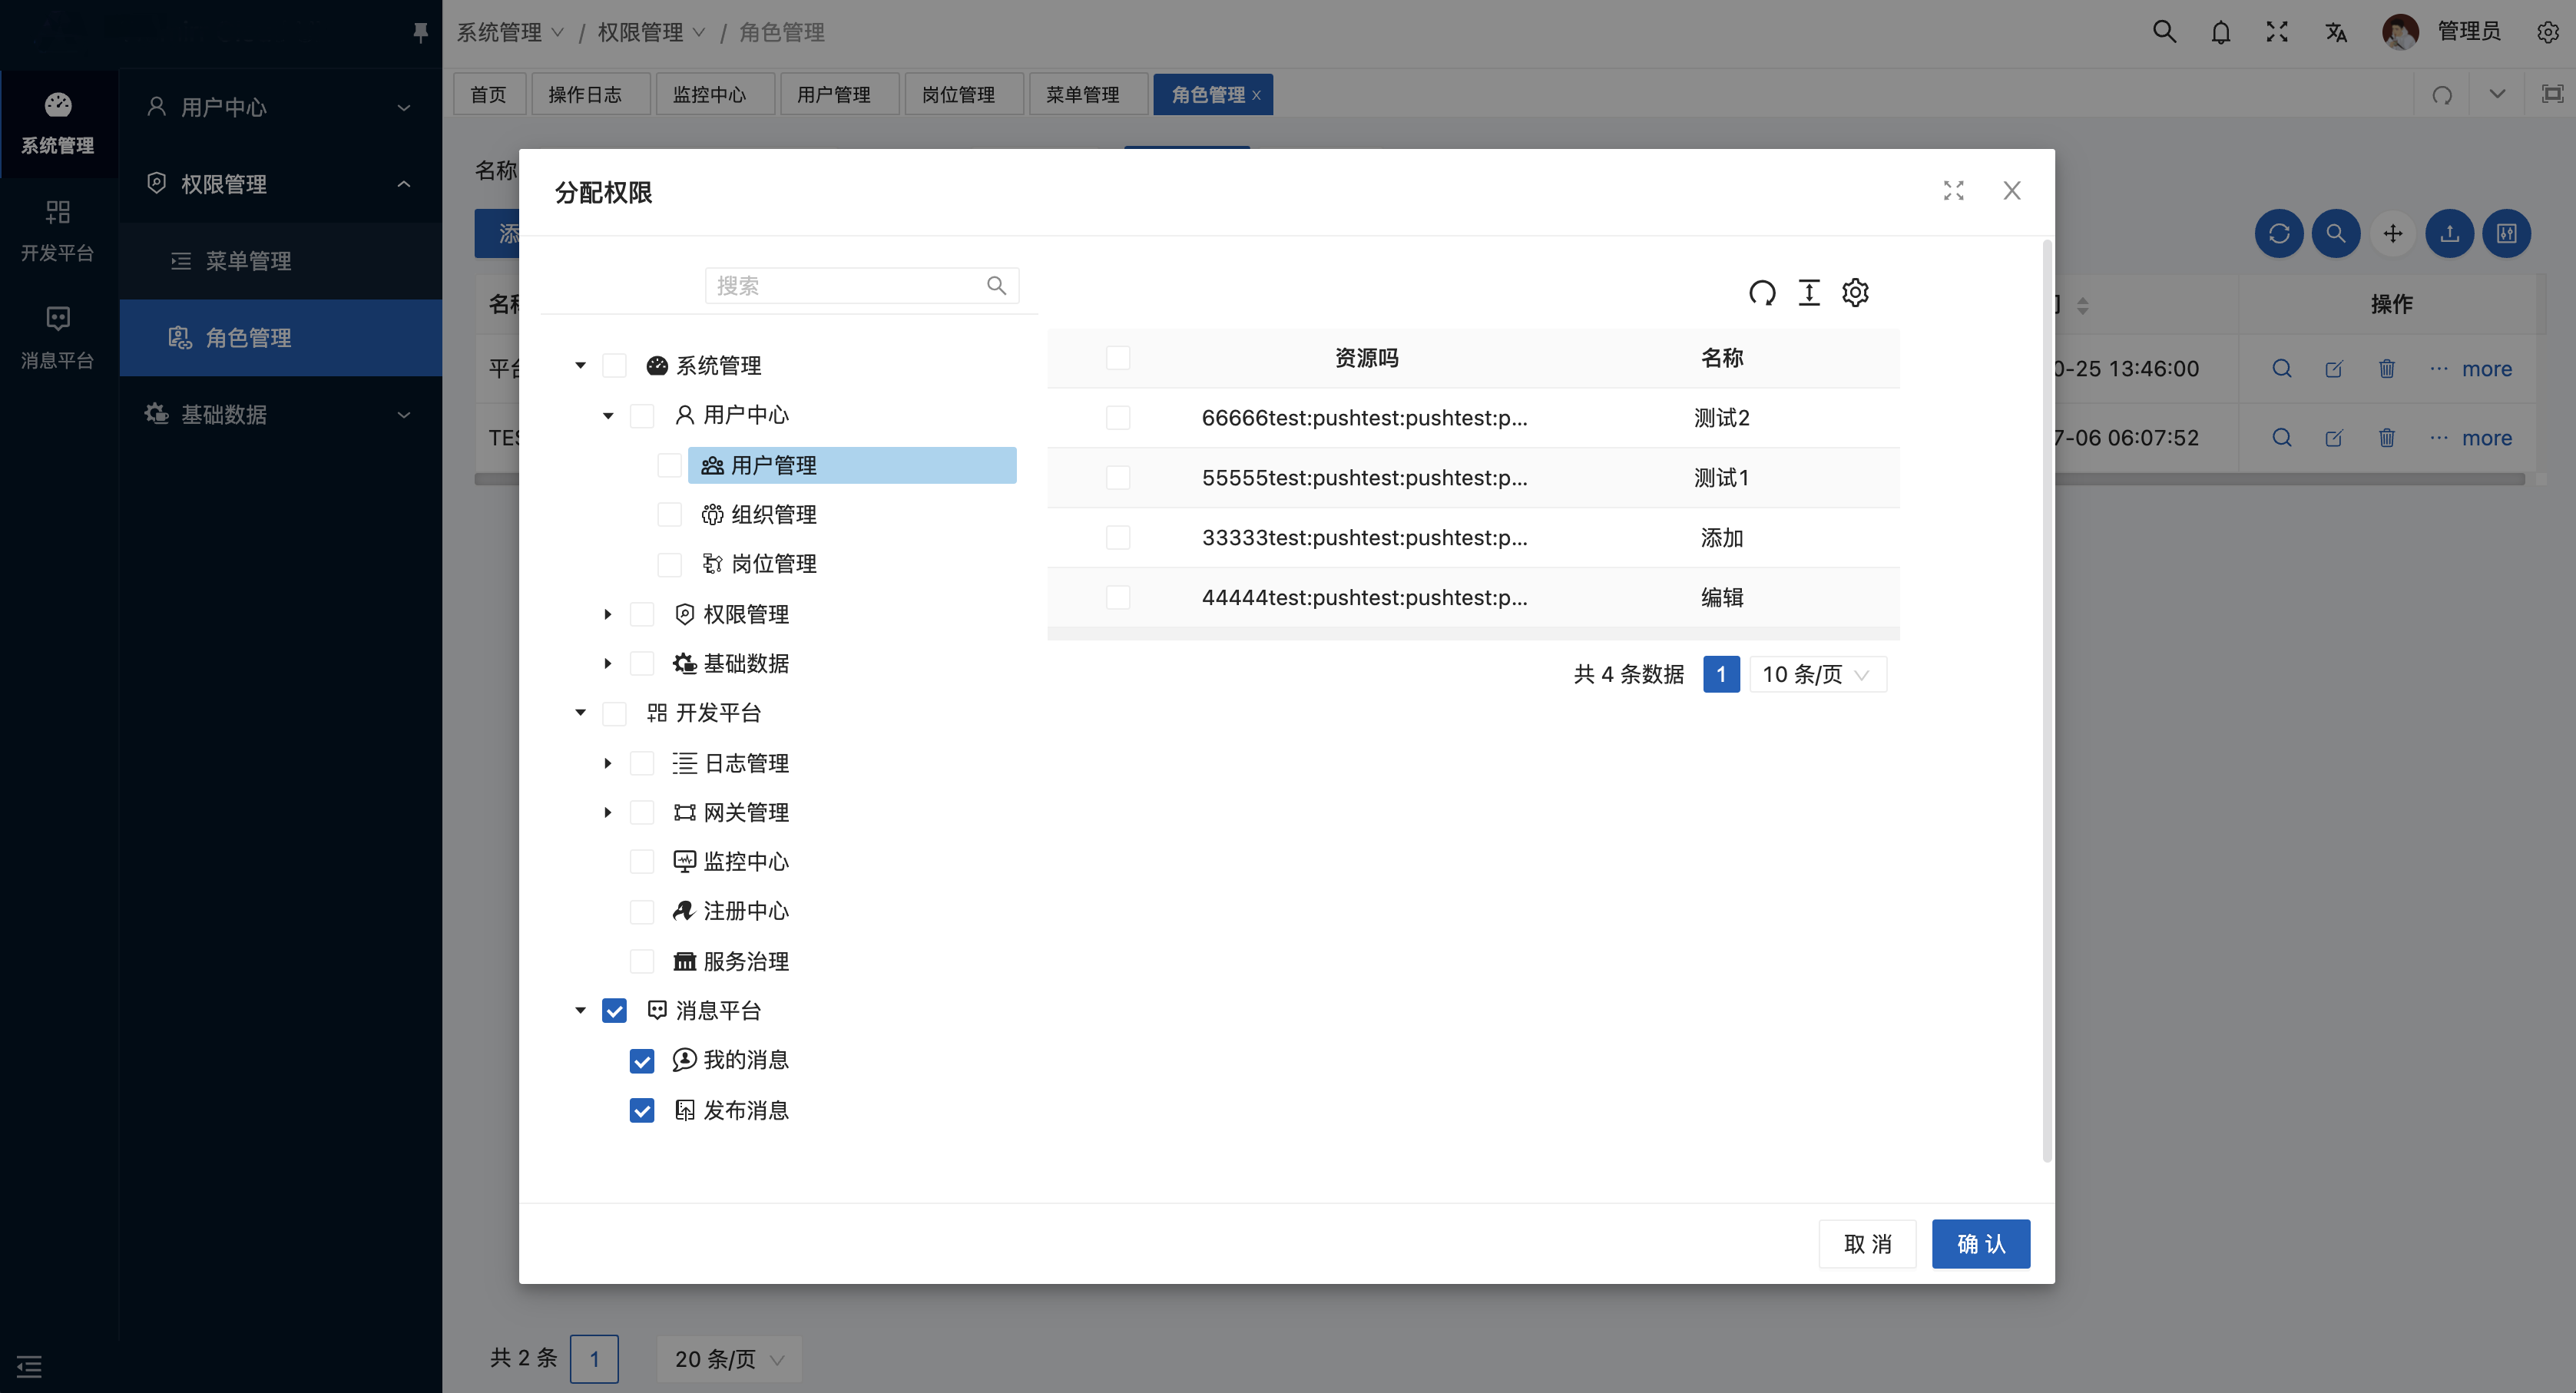 系统管理 / 权限管理 / 角色管理
管理员
首页
操作日志
监控中心
用户管理
岗位管理
菜单管理
角色管理
系统管理
开发平台
消息平台
用户中心
权限管理
菜单管理
角色管理
基础数据
名称
操作
0-25 13:46:00
more
7-06 06:07:52
more
分配权限
搜索
系统管理
用户中心
用户管理
组织管理
岗位管理
权限管理
基础数据
开发平台
日志管理
网关管理
监控中心
注册中心
服务治理
消息平台
我的消息
发布消息
资源吗 名称
66666test:pushtest:pushtest:p... 测试2
55555test:pushtest:pushtest:p... 测试1
33333test:pushtest:pushtest:p... 添加
44444test:pushtest:pushtest:p... 编辑
共 4 条数据 1 10 条/页
取 消
确 认
共 2 条 1 20 条/页